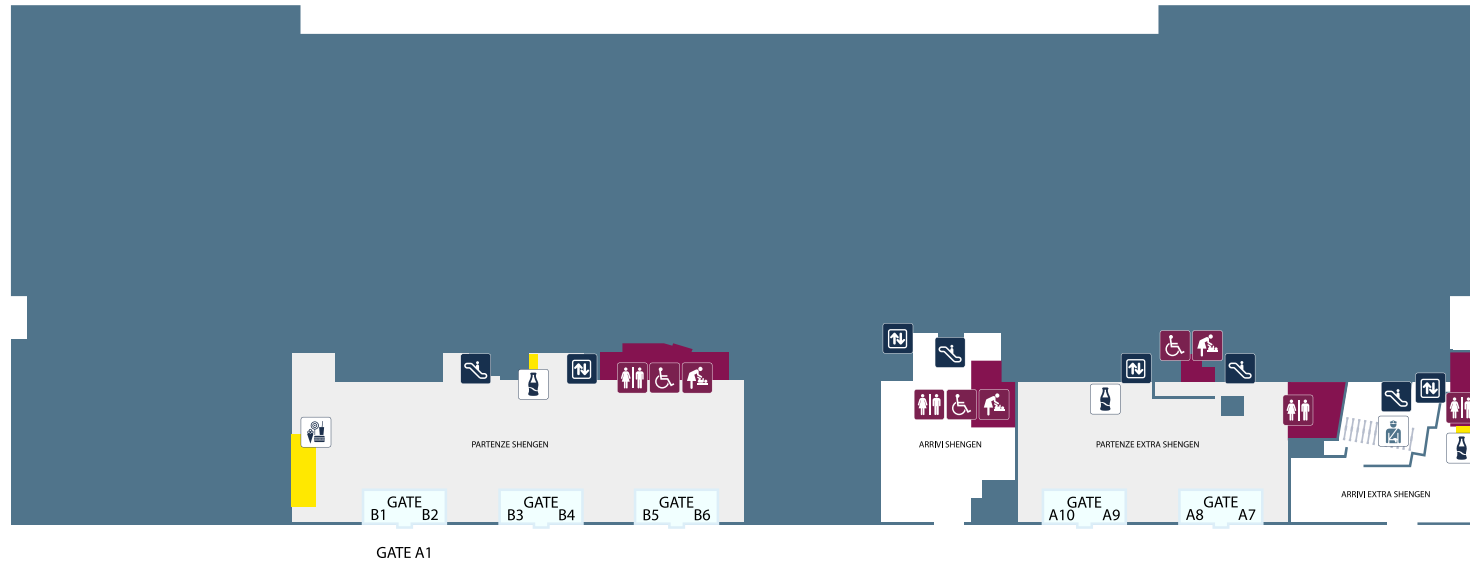 PARTENZE SHENGEN
ARRIVI SHENGEN
PARTENZE EXTRA SHENGEN
ARRIVI EXTRA SHENGEN
GATE
B1 B2
GATE
B3 B4
GATE
B5 B6
GATE
A10 A9
GATE
A8 A7
GATE A1